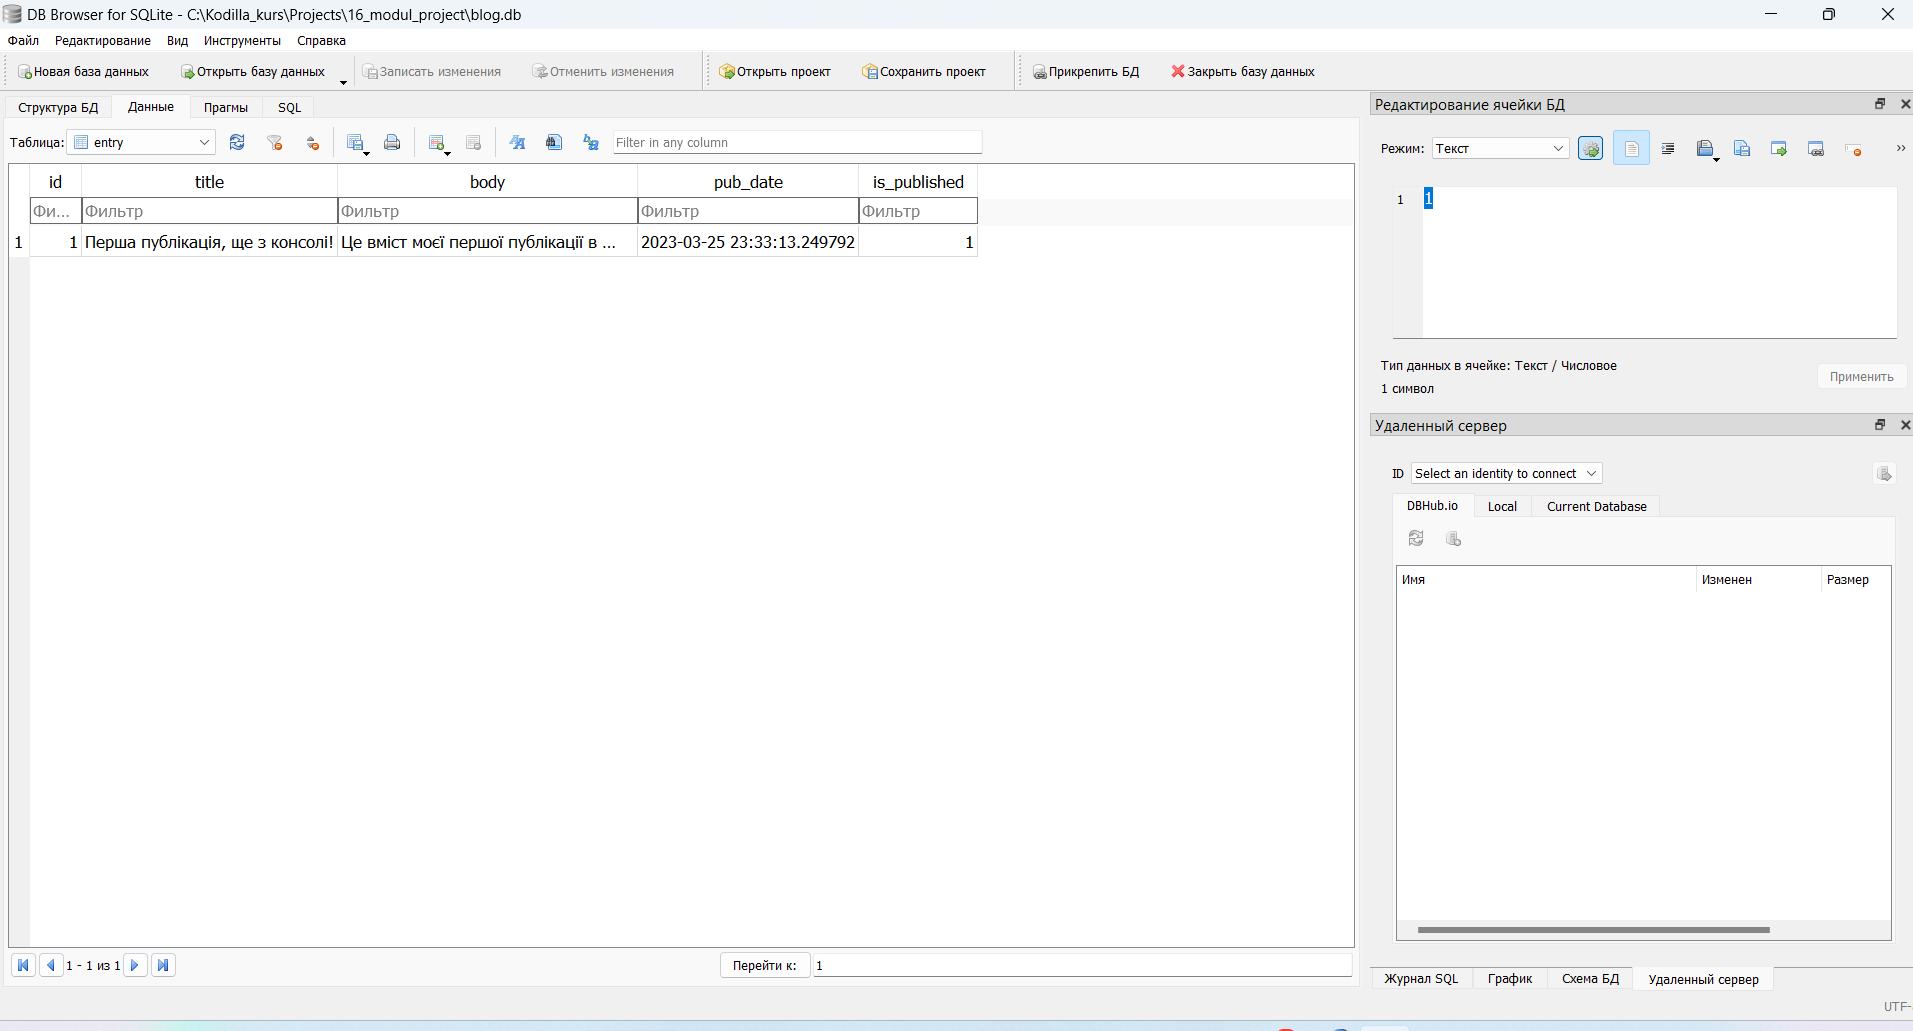 DB Browser for SQLite - C:\Kodilla_kurs\Projects\16_modul_project\blog.db
Файл Редактирование Вид Инструменты Справка
Новая база данных Открыть базу данных Записать изменения Отменить изменения Открыть проект Сохранить проект Прикрепить БД Закрыть базу данных
Структура БД Данные Прагмы SQL
Таблица: entry Filter in any column
id title body pub_date is_published
Фи... Фильтр Фильтр Фильтр Фильтр
1 1 Перша публікація, ще з консолі! Це вміст моєї першої публікації в ... 2023-03-25 23:33:13.249792 1
1 - 1 из 1 Перейти к: 1
Редактирование ячейки БД
Режим: Текст »
1 1
Тип данных в ячейке: Текст / Числовое
1 символ
Применить
Удаленный сервер
ID Select an identity to connect
DBHub.io Local Current Database
Имя Изменен Размер
Журнал SQL График Схема БД Удаленный сервер
UTF-